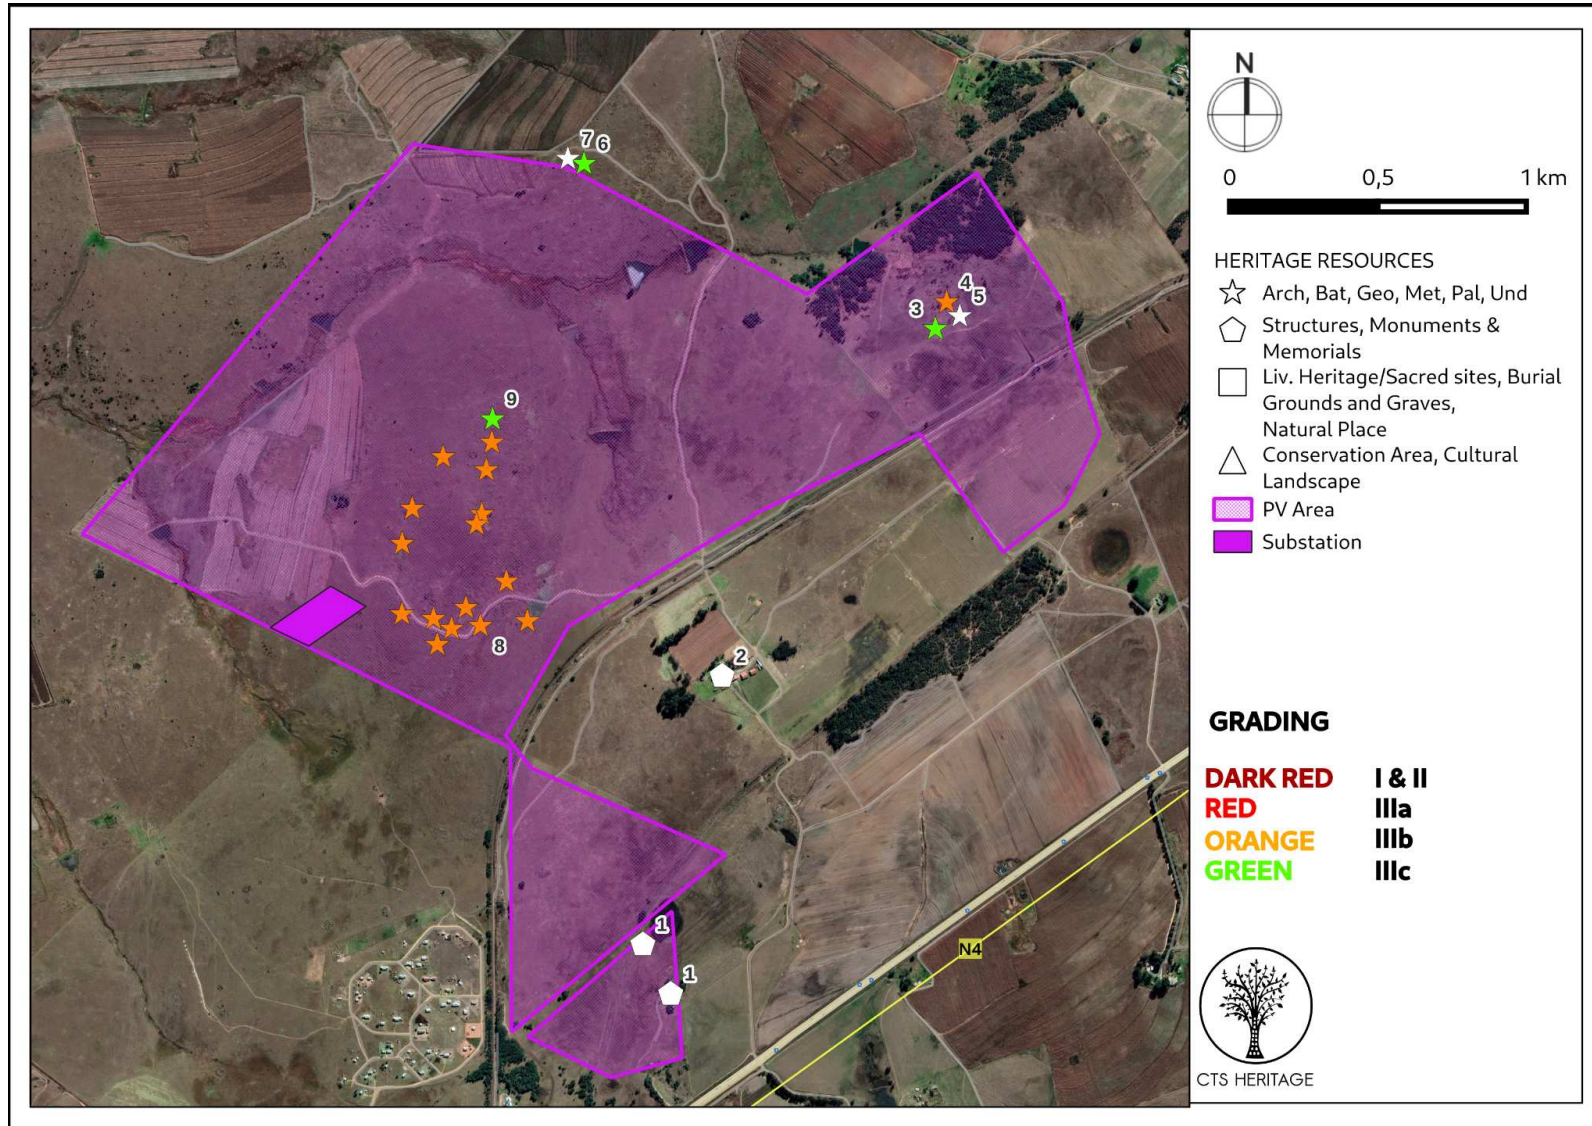 7 6
4
5
3
9
8
2
1
1
N4
N
0 0,5 1 km
HERITAGE RESOURCES
Arch, Bat, Geo, Met, Pal, Und
Structures, Monuments &
Memorials
Liv. Heritage/Sacred sites, Burial
Grounds and Graves,
Natural Place
Conservation Area, Cultural
Landscape
PV Area
Substation
GRADING
DARK RED I & II
RED IIIa
ORANGE IIIb
GREEN IIIc
CTS HERITAGE